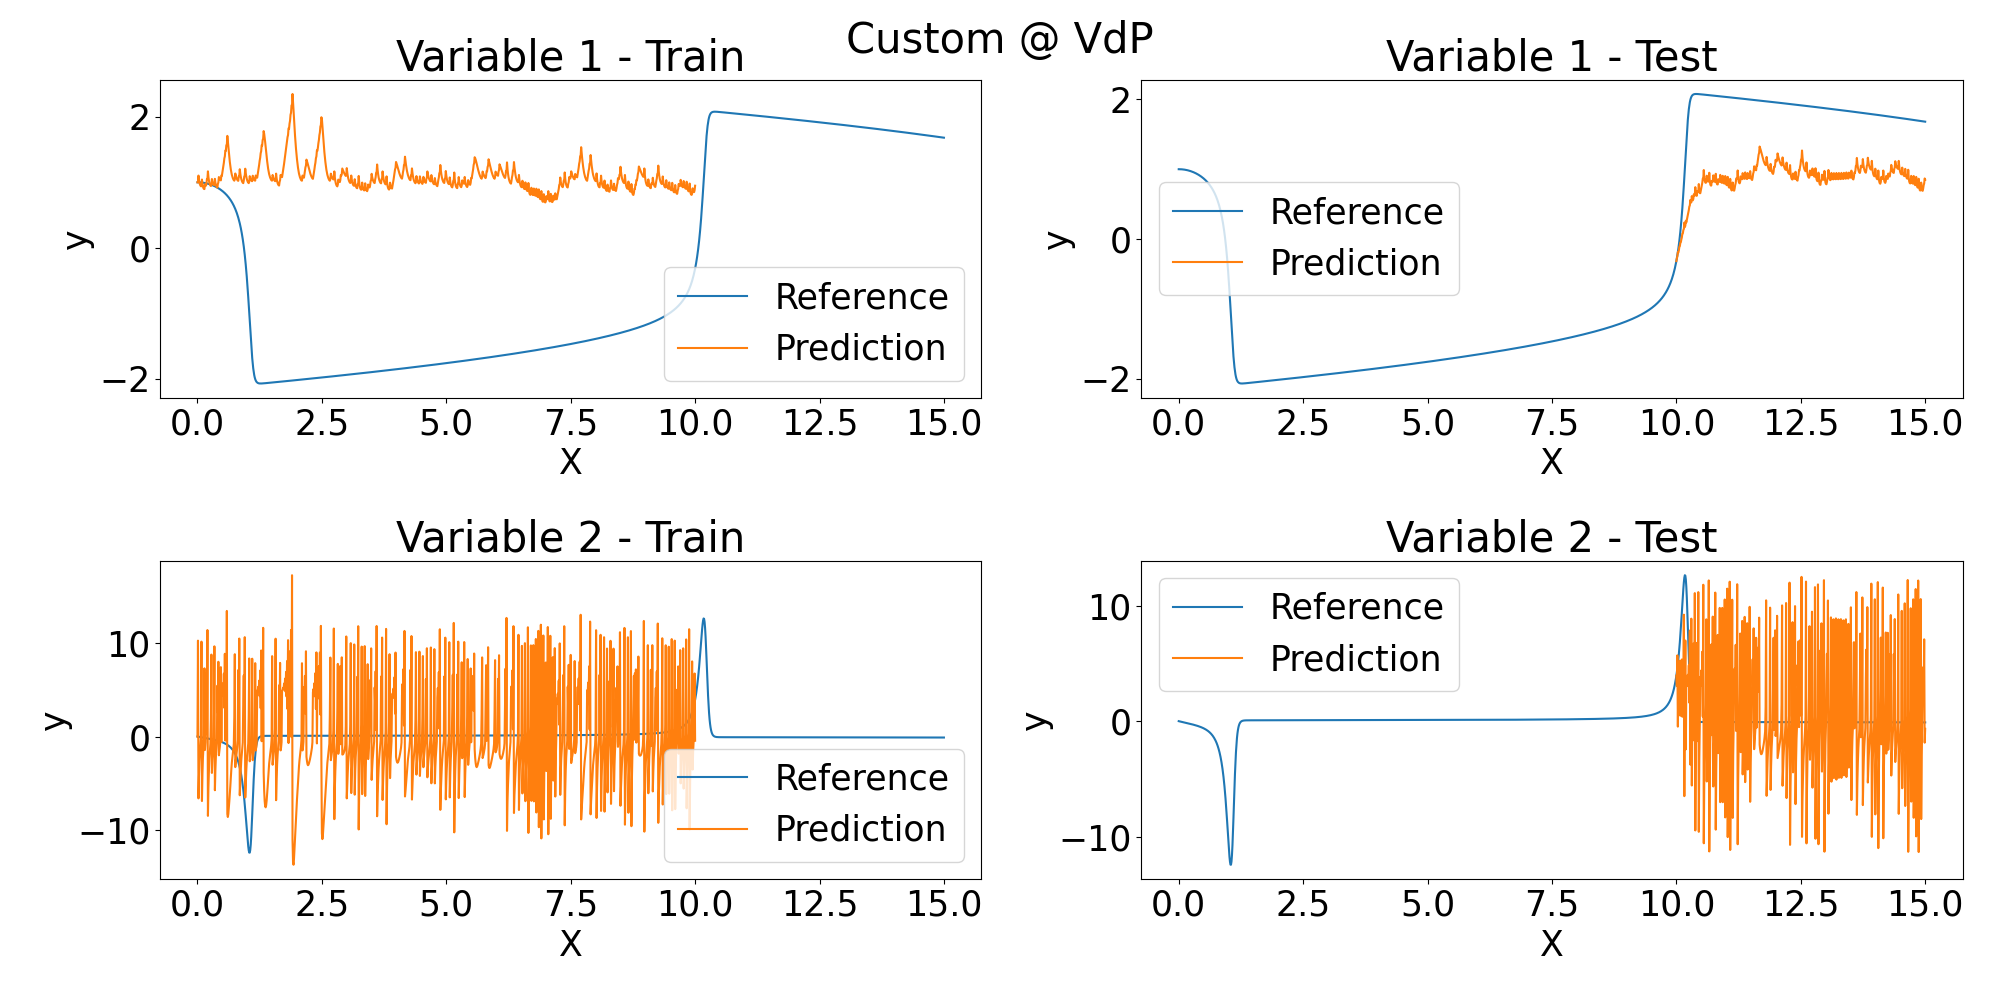 Custom @ VdP
Variable 1 - Train
Variable 1 - Test
2
0
−2
y
0.0 2.5 5.0 7.5 10.0 12.5 15.0
X
Reference
Prediction
2
0
−2
y
0.0 2.5 5.0 7.5 10.0 12.5 15.0
X
Reference
Prediction
Variable 2 - Train
Variable 2 - Test
10
0
−10
y
0.0 2.5 5.0 7.5 10.0 12.5 15.0
X
Reference
Prediction
10
0
−10
y
0.0 2.5 5.0 7.5 10.0 12.5 15.0
X
Reference
Prediction